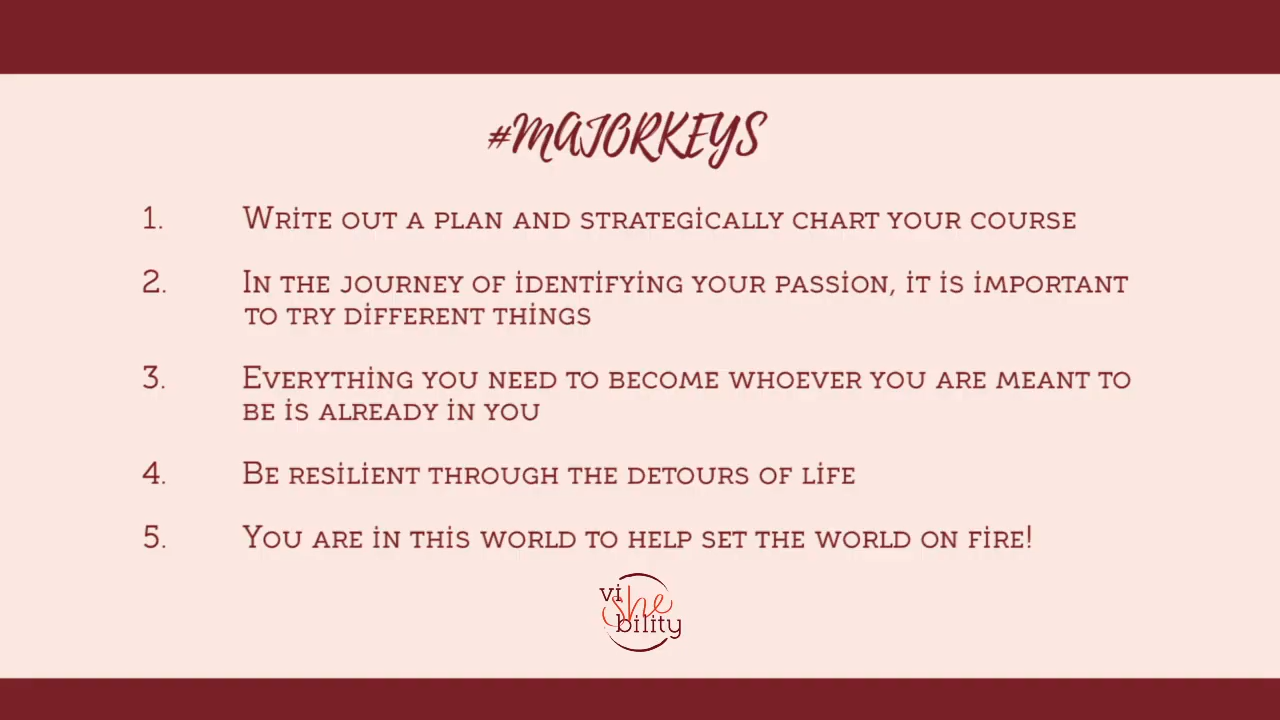 #MAJORKEYS
1. Write out a plan and strategically chart your course
2. In the journey of identifying your passion, it is important
to try different things
3. Everything you need to become whoever you are meant to
be is already in you
4. Be resilient through the detours of life
5. You are in this world to help set the world on fire!
vi
she
bility